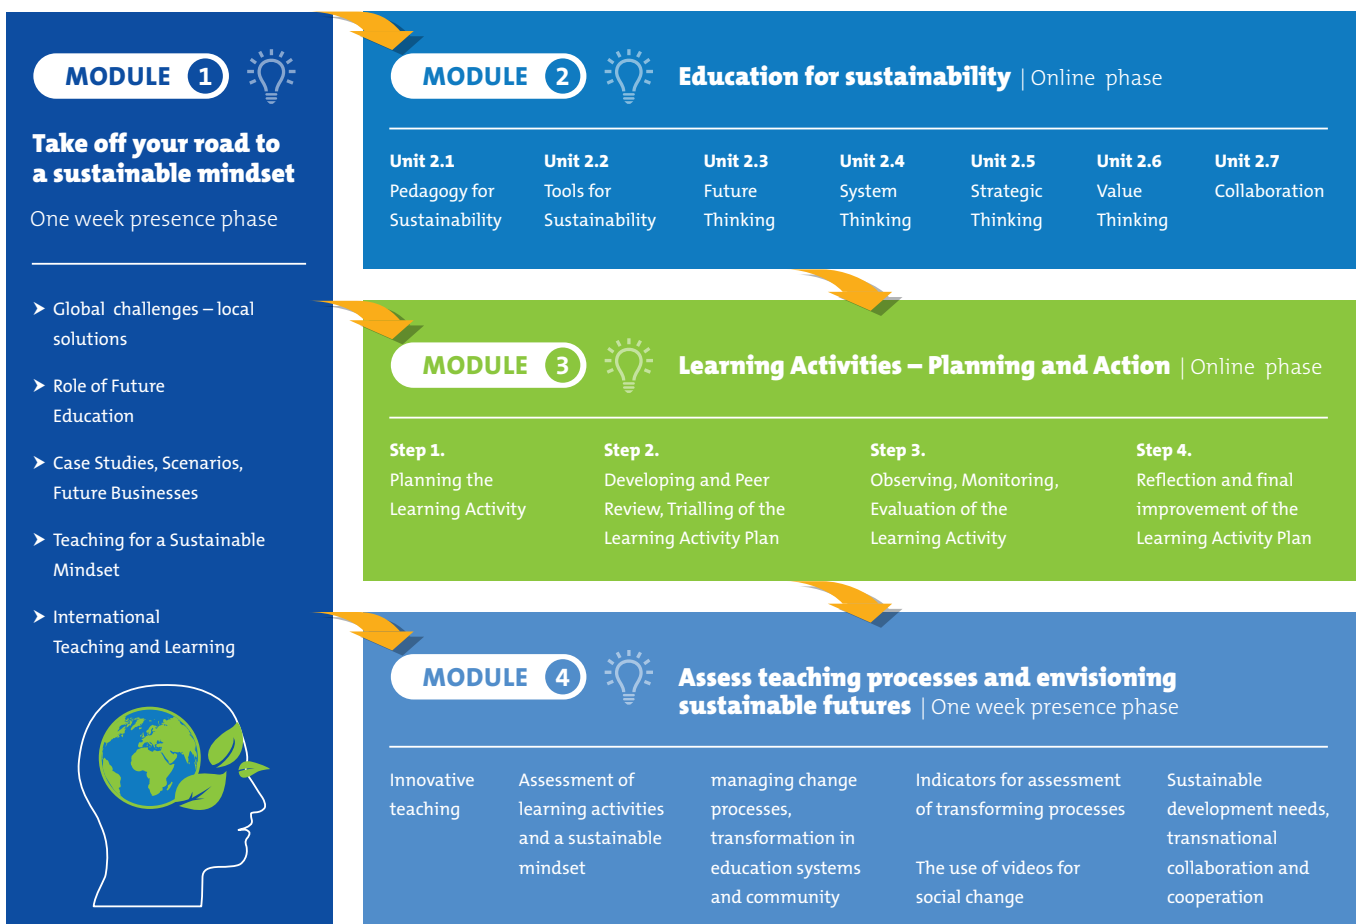 MODULE 1
Take off your road to
a sustainable mindset
One week presence phase
Global challenges – local
solutions
Role of Future
Education
Case Studies, Scenarios,
Future Businesses
Teaching for a Sustainable
Mindset
International
Teaching and Learning
MODULE 2
Education for sustainability | Online phase
Unit 2.1
Pedagogy for
Sustainability
Unit 2.2
Tools for
Sustainability
Unit 2.3
Future
Thinking
Unit 2.4
System
Thinking
Unit 2.5
Strategic
Thinking
Unit 2.6
Value
Thinking
Unit 2.7
Collaboration
MODULE 3
Learning Activities – Planning and Action | Online phase
Step 1.
Planning the
Learning Activity
Step 2.
Developing and Peer
Review, Trialling of the
Learning Activity Plan
Step 3.
Observing, Monitoring,
Evaluation of the
Learning Activity
Step 4.
Reflection and final
improvement of the
Learning Activity Plan
MODULE 4
Assess teaching processes and envisioning
sustainable futures | One week presence phase
Innovative
teaching
Assessment of
learning activities
and a sustainable
mindset
managing change
processes,
transformation in
education systems
and community
Indicators for assessment
of transforming processes
The use of videos for
social change
Sustainable
development needs,
transnational
collaboration and
cooperation